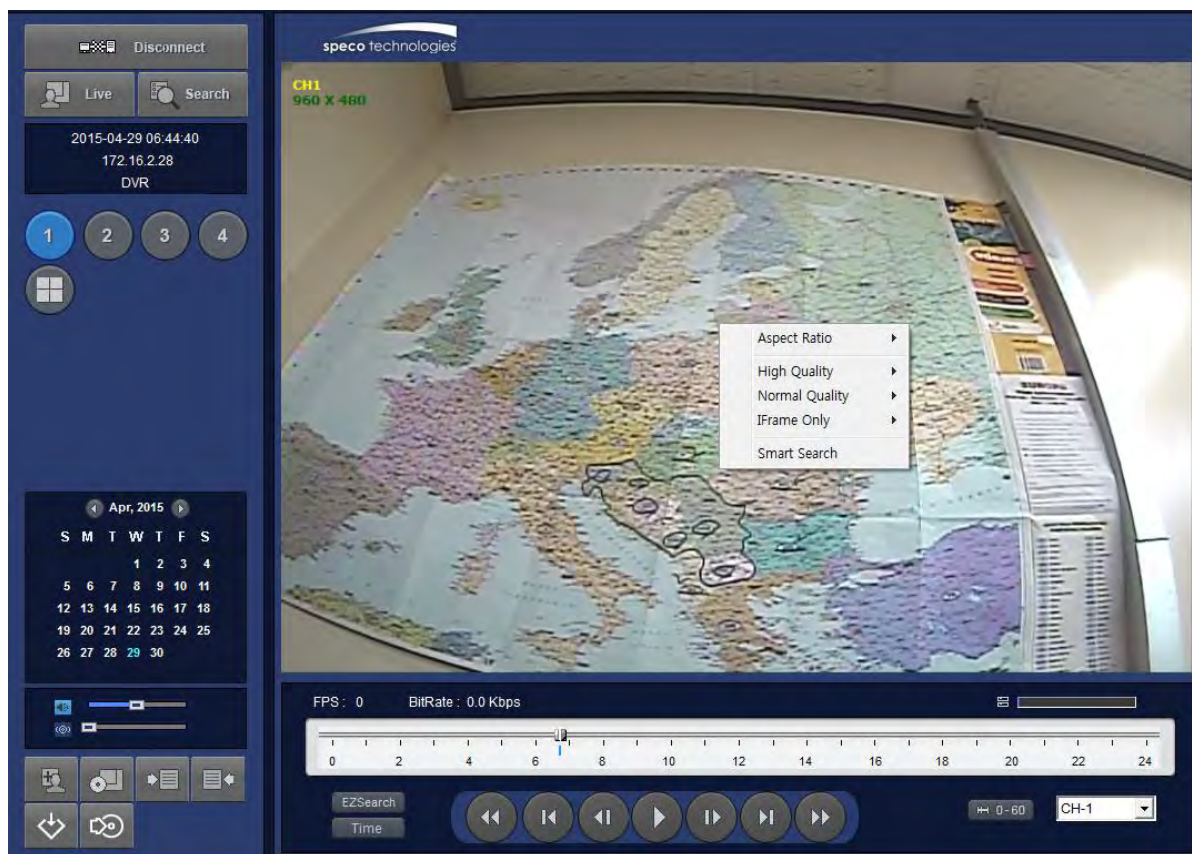 Disconnect
speco technologies
Live
Search
CH1
960 X 480
2015-04-29 06:44:40
172.16.2.28
DVR
1 2 3 4
Aspect Ratio
High Quality
Normal Quality
IFrame Only
Smart Search
Apr, 2015
S M T W T F S
1 2 3 4
5 6 7 8 9 10 11
12 13 14 15 16 17 18
19 20 21 22 23 24 25
26 27 28 29 30
FPS : 0 BitRate : 0.0 Kbps
0 2 4 6 8 10 12 14 16 18 20 22 24
EZSearch
Time
0-60
CH-1